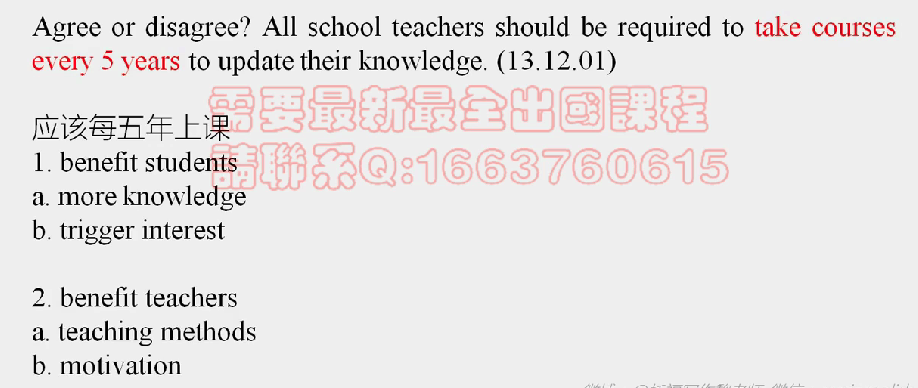 Agree or disagree? All school teachers should be required to take courses
every 5 years to update their knowledge. (13.12.01)
需要最新最全出國課程
应该每五年上课
請聯系Q:1663760615
1. benefit students
a. more knowledge
b. trigger interest
2. benefit teachers
a. teaching methods
b. motivation